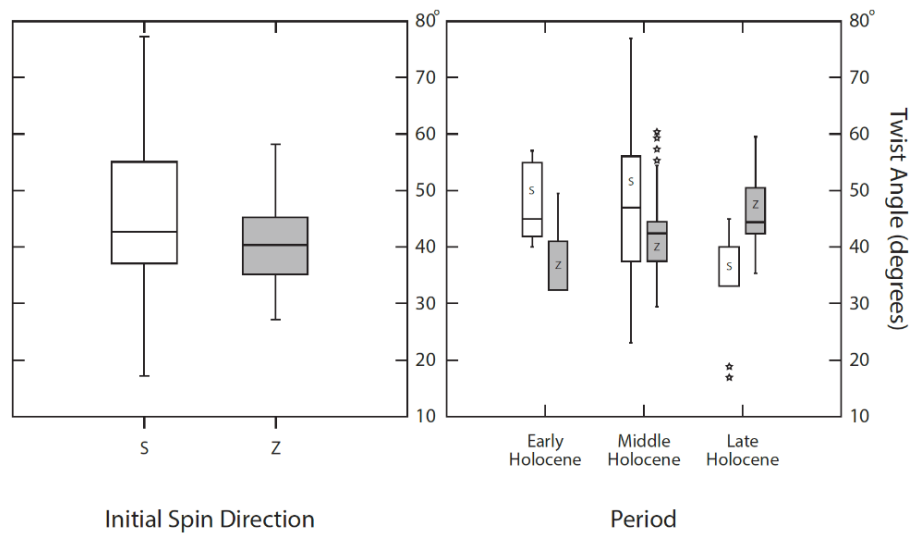 80°
70
60
50
40
30
20
10
S
Z
Initial Spin Direction
80°
70
60
50
40
30
20
10
Twist Angle (degrees)
S
Z
S
Z
S
Z
Early
Holocene
Middle
Holocene
Late
Holocene
Period